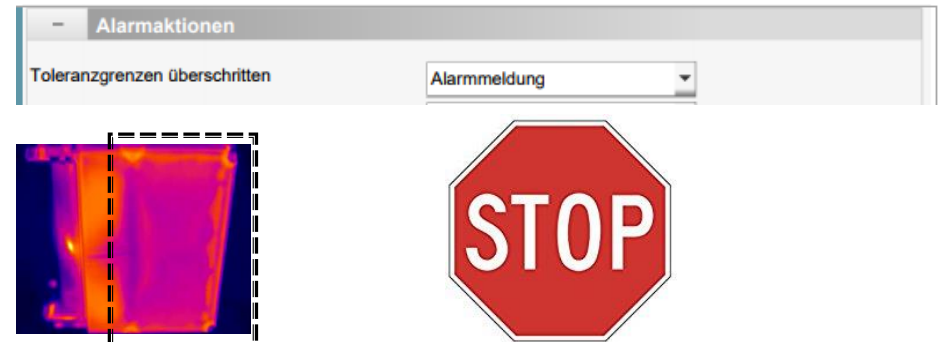 − Alarmaktionen
Toleranzgrenzen überschritten Alarmmeldung
STOP